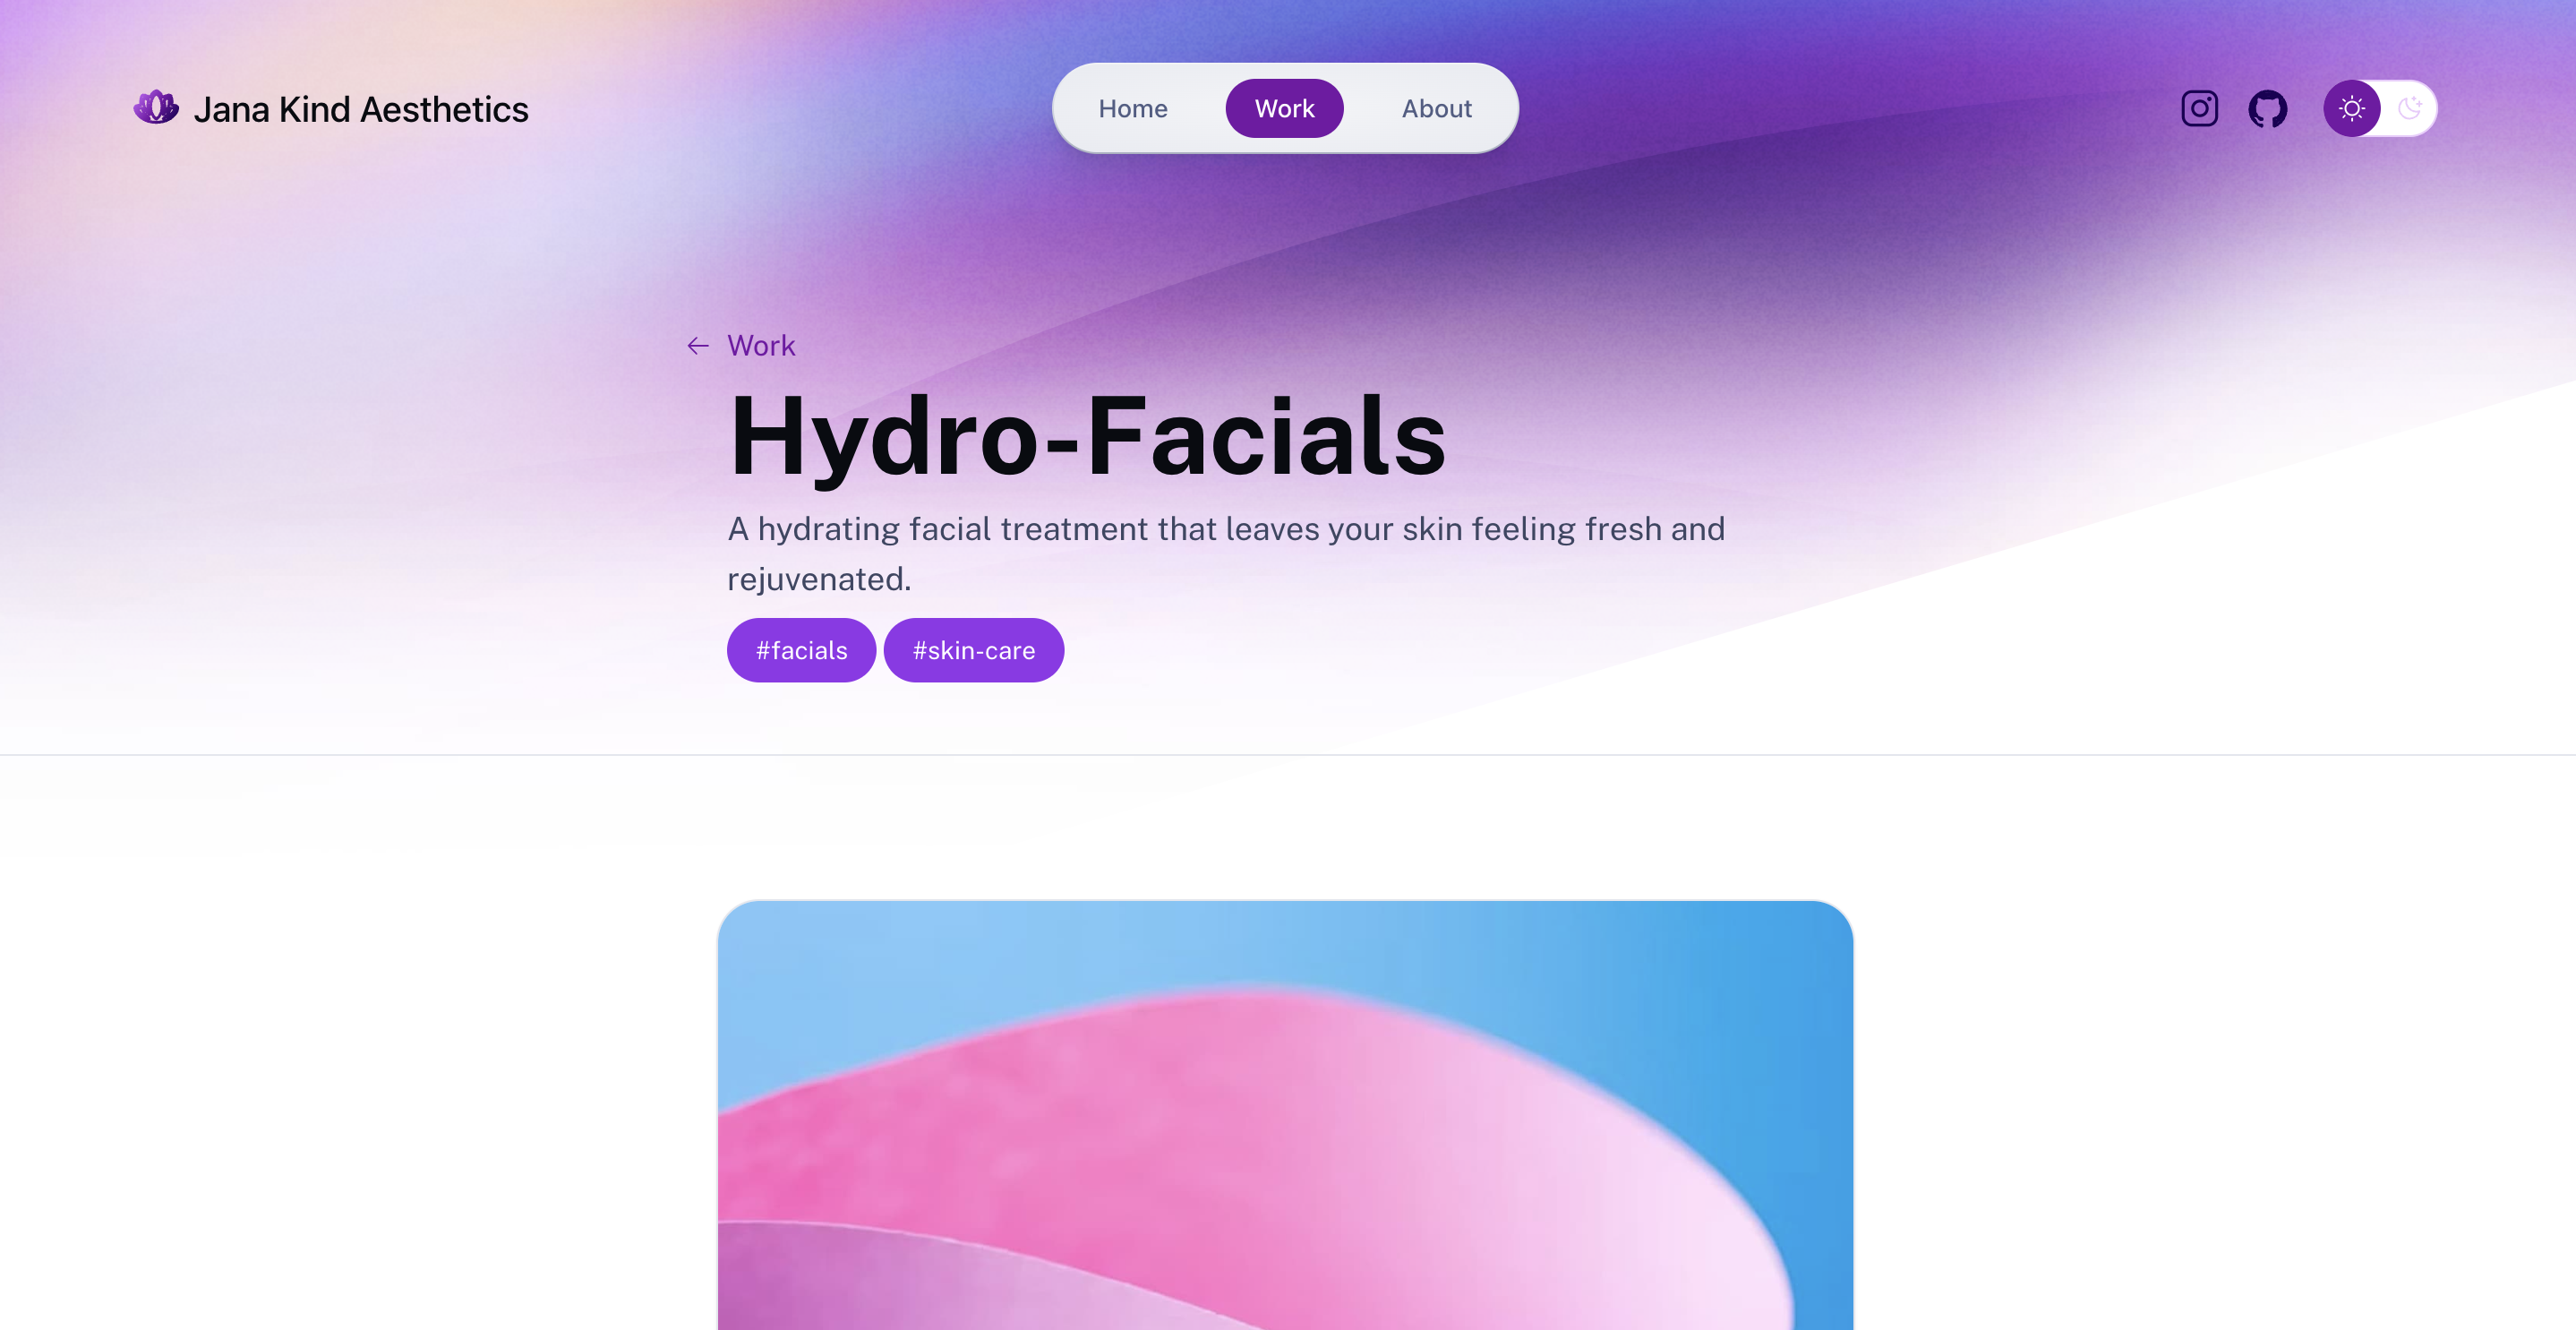 Jana Kind Aesthetics
Home
Work
About
Work
Hydro-Facials
A hydrating facial treatment that leaves your skin feeling fresh and
rejuvenated.
#facials
#skin-care